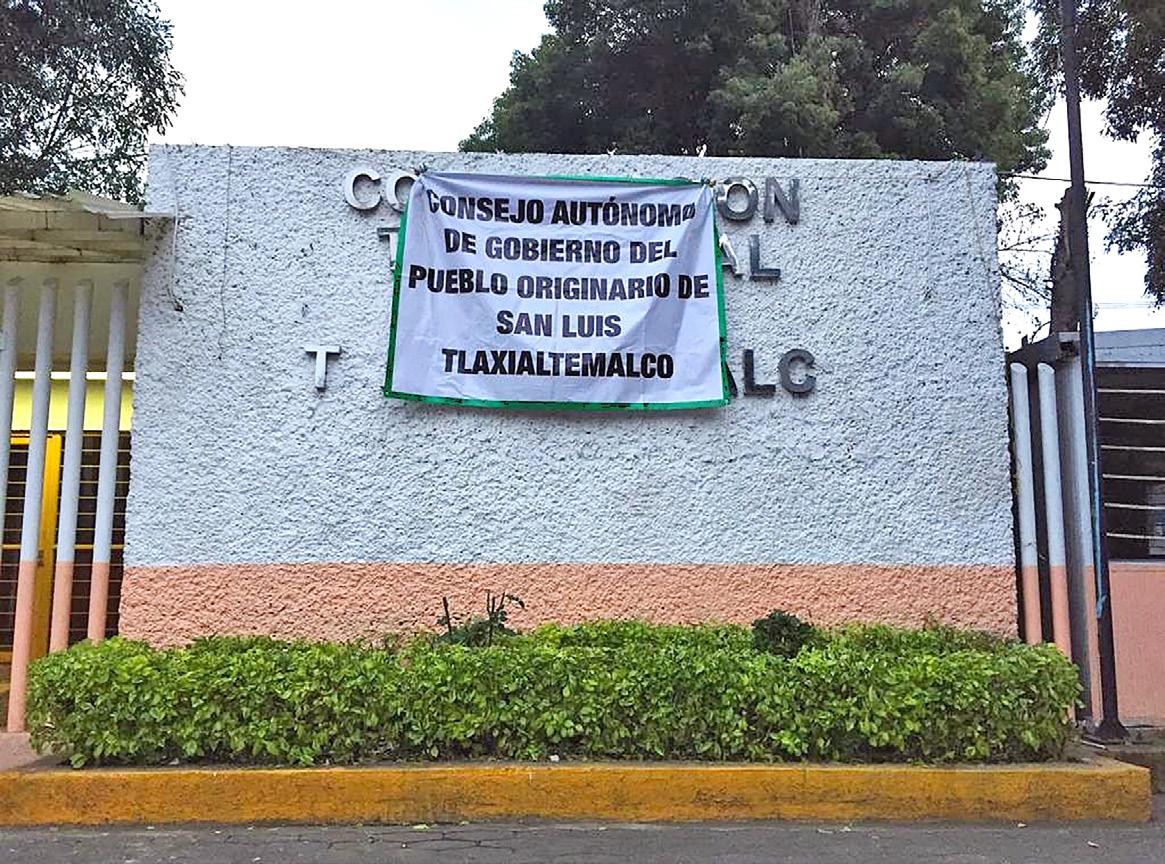 CONSEJO AUTÓNOMO
DE GOBIERNO DEL
PUEBLO ORIGINARIO DE
SAN LUIS
TLAXIALTEMALCO